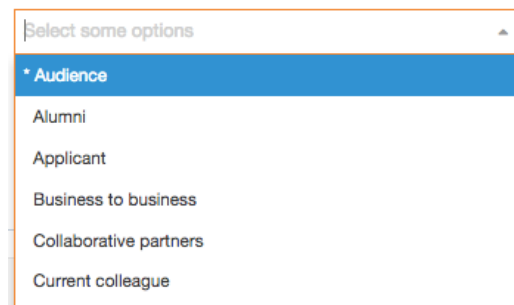 Select some options
* Audience
Alumni
Applicant
Business to business
Collaborative partners
Current colleague